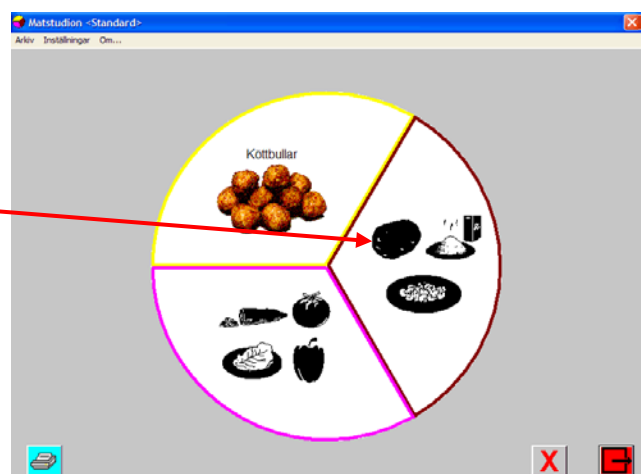 Matstudion <Standard>
Arkiv Inställningar Om...
Köttbullar
X